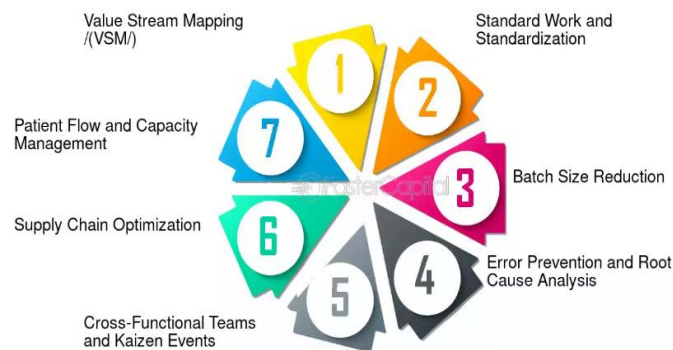 Value Stream Mapping
/(VSM/)
1
Standard Work and
Standardization
2
Batch Size Reduction
3
Error Prevention and Root
Cause Analysis
4
Cross-Functional Teams
and Kaizen Events
5
Supply Chain Optimization
6
Patient Flow and Capacity
Management
7
FasterCapital